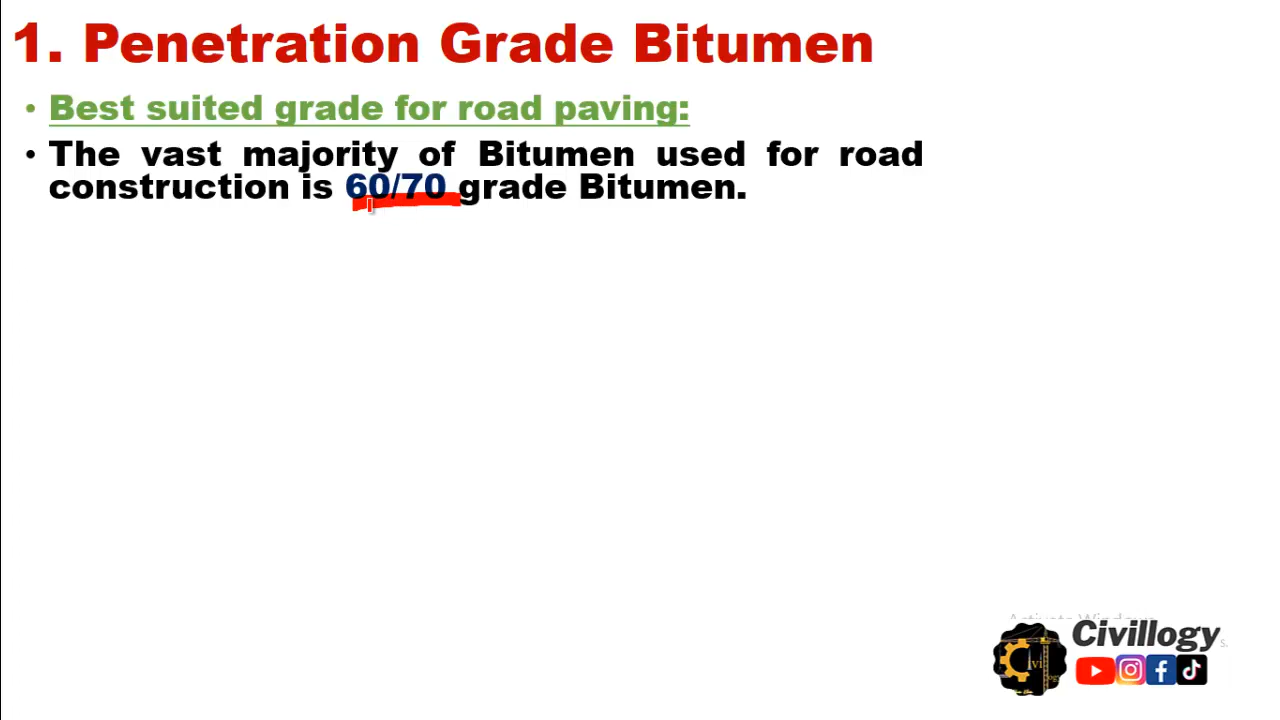 1. Penetration Grade Bitumen
• Best suited grade for road paving:
• The vast majority of Bitumen used for road
construction is 60/70 grade Bitumen.
Civillogy